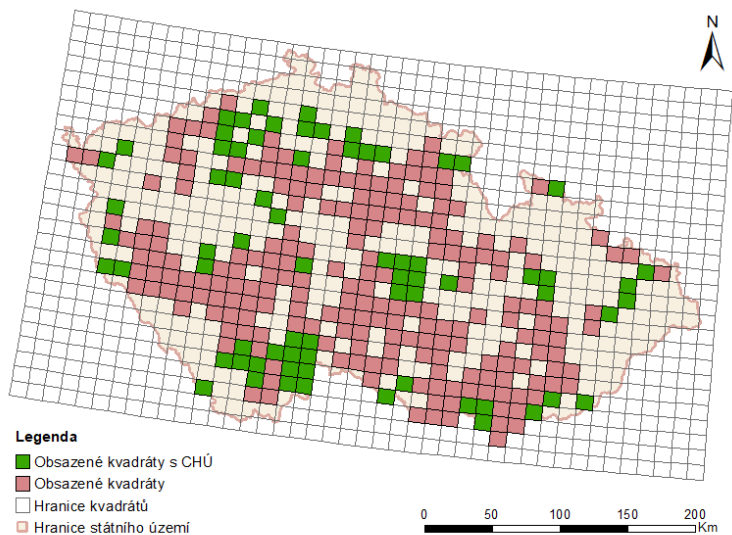 N
Legenda
Obsazené kvadráty s CHÚ
Obsazené kvadráty
Hranice kvadrátů
Hranice státního území
0 50 100 150 200
Km